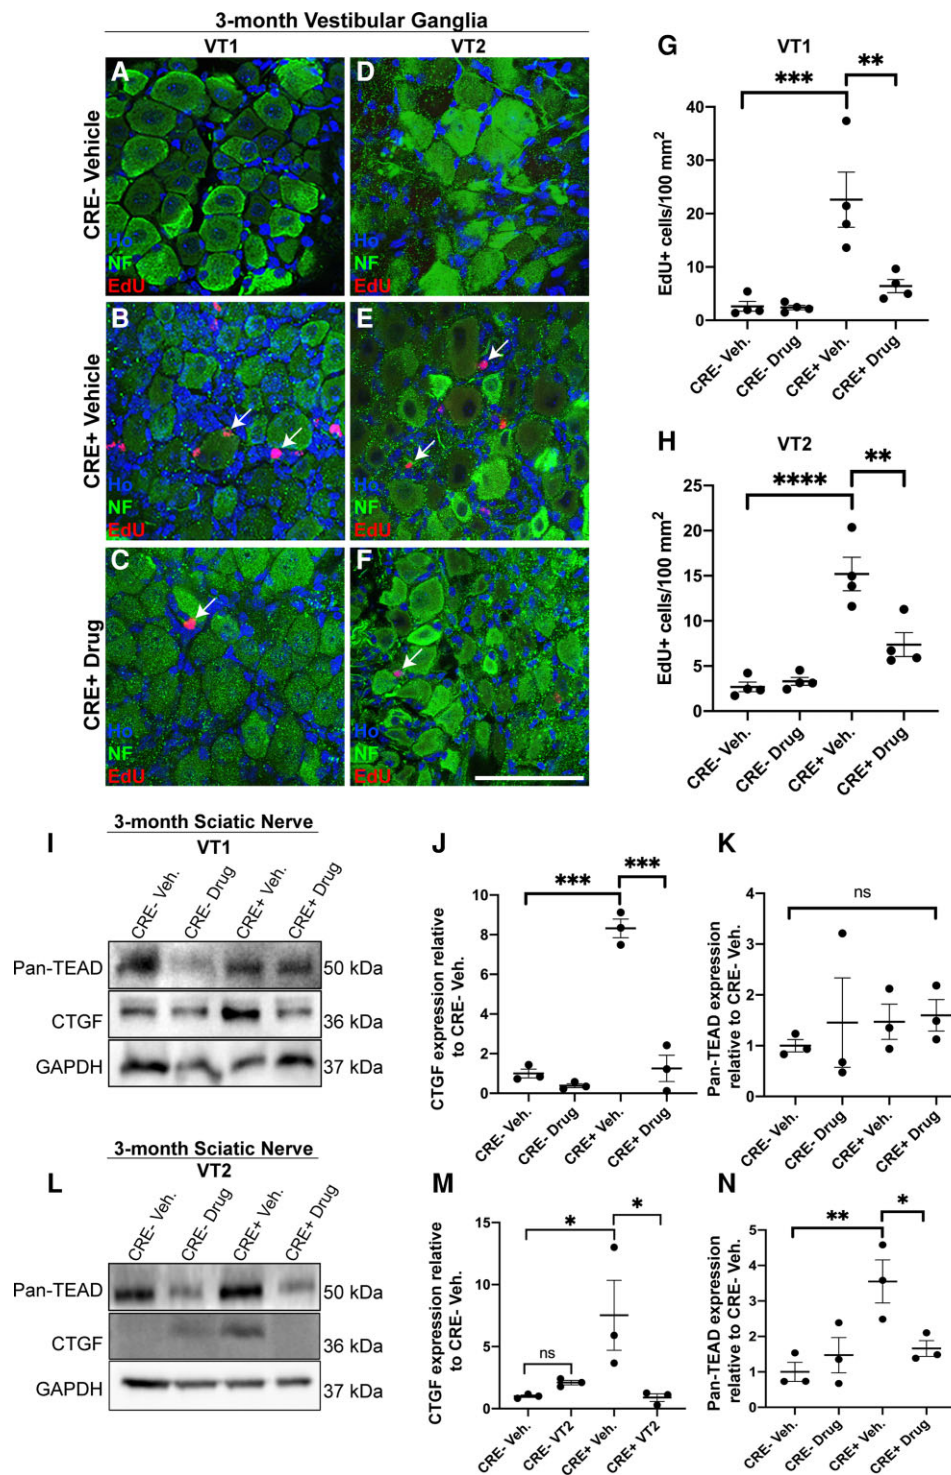 3-month Vestibular Ganglia
VT1
VT2
CRE- Vehicle
A
Ho
NF
EdU
D
Ho
NF
EdU
CRE+ Vehicle
B
Ho
NF
EdU
E
Ho
NF
EdU
CRE+ Drug
C
Ho
NF
EdU
F
Ho
NF
EdU
G
VT1
***
**
EdU+ cells/100 mm²
40
30
20
10
0
CRE- Veh.
CRE- Drug
CRE+ Veh.
CRE+ Drug
H
VT2
****
**
EdU+ cells/100 mm²
25
20
15
10
5
0
CRE- Veh.
CRE- Drug
CRE+ Veh.
CRE+ Drug
I
3-month Sciatic Nerve
VT1
CRE- Veh.
CRE- Drug
CRE+ Veh.
CRE+ Drug
Pan-TEAD
50 kDa
CTGF
36 kDa
GAPDH
37 kDa
J
***
***
CTGF expression relative
to CRE- Veh.
10
8
6
4
2
0
CRE- Veh.
CRE- Drug
CRE+ Veh.
CRE+ Drug
K
ns
Pan-TEAD expression
relative to CRE- Veh.
4
3
2
1
0
CRE- Veh.
CRE- Drug
CRE+ Veh.
CRE+ Drug
L
3-month Sciatic Nerve
VT2
CRE- Veh.
CRE- Drug
CRE+ Veh.
CRE+ Drug
Pan-TEAD
50 kDa
CTGF
36 kDa
GAPDH
37 kDa
M
*
*
ns
CTGF expression relative
to CRE- Veh.
15
10
5
0
CRE- Veh.
CRE- VT2
CRE+ Veh.
CRE+ VT2
N
**
*
Pan-TEAD expression
relative to CRE- Veh.
5
4
3
2
1
0
CRE- Veh.
CRE- Drug
CRE+ Veh.
CRE+ Drug